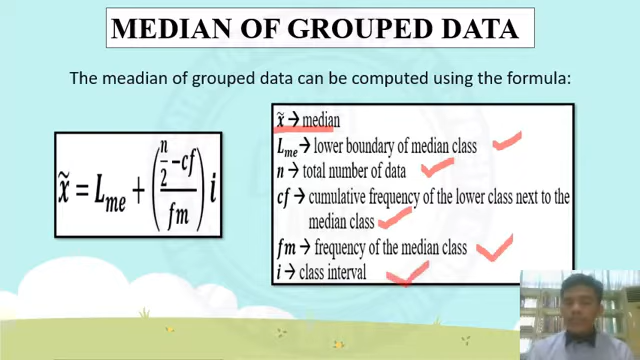 MEDIAN OF GROUPED DATA
The meadian of grouped data can be computed using the formula:
x̃ = Lₘₑ + ((n/2 − cf)/fm) i
x̃ → median
Lₘₑ → lower boundary of median class
n → total number of data
cf → cumulative frequency of the lower class next to the
median class
fm → frequency of the median class
i → class interval